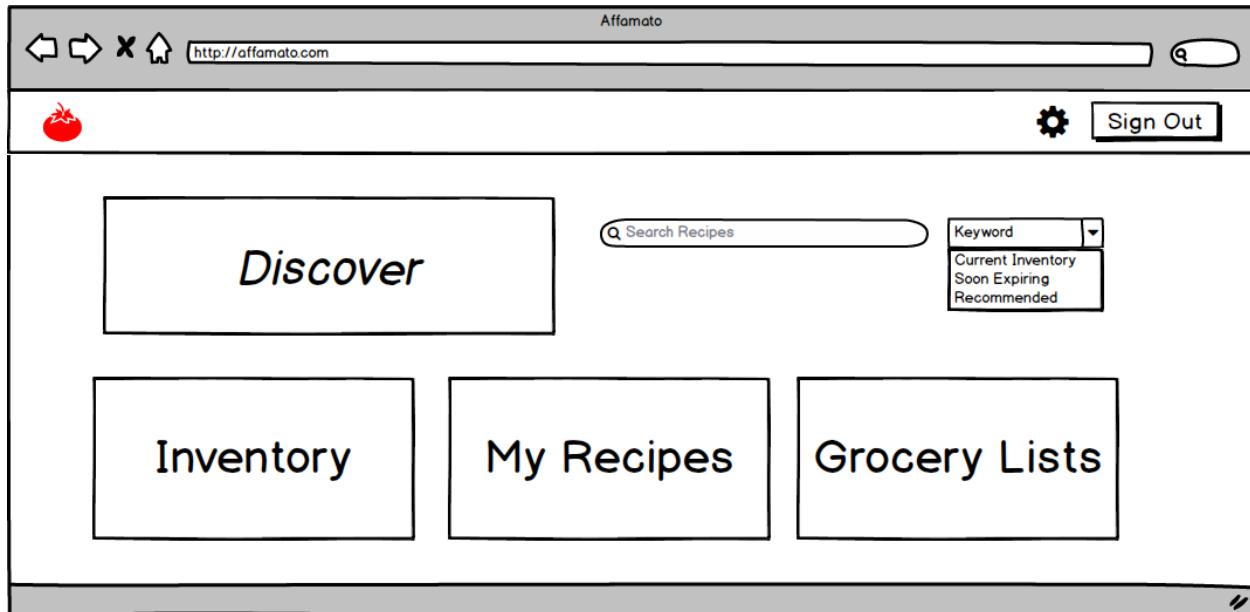 Affamato
http://affamato.com
Sign Out
Discover
Search Recipes
Keyword
Current Inventory
Soon Expiring
Recommended
Inventory
My Recipes
Grocery Lists